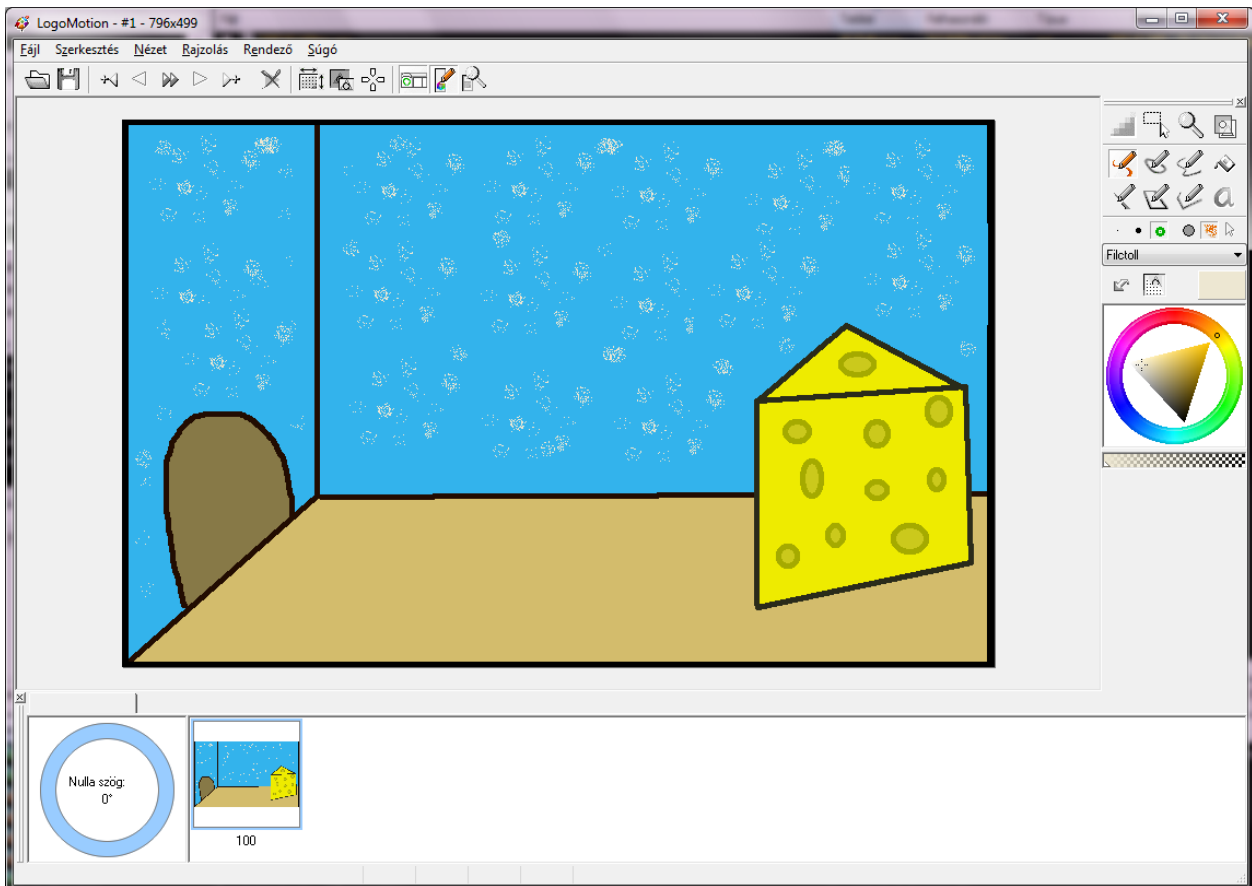 LogoMotion - #1 - 796x499
Fájl Szerkesztés Nézet Rajzolás Rendező Súgó
Filctoll
Nulla szög:
0°
100